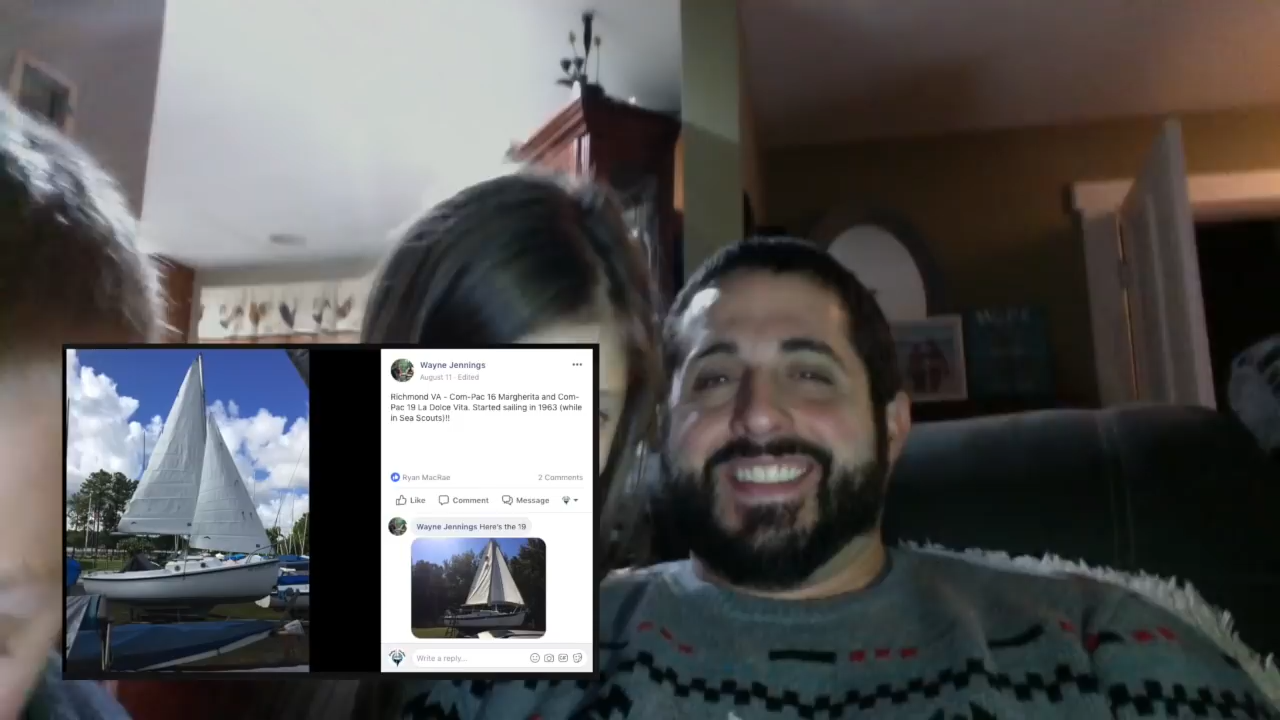 Wayne Jennings
August 11 · Edited
Richmond VA - Com-Pac 16 Margherita and Com-
Pac 19 La Dolce Vita. Started sailing in 1963 (while
in Sea Scouts)!!
Ryan MacRae 2 Comments
Like Comment Message
Wayne Jennings Here's the 19
Write a reply...
GIF